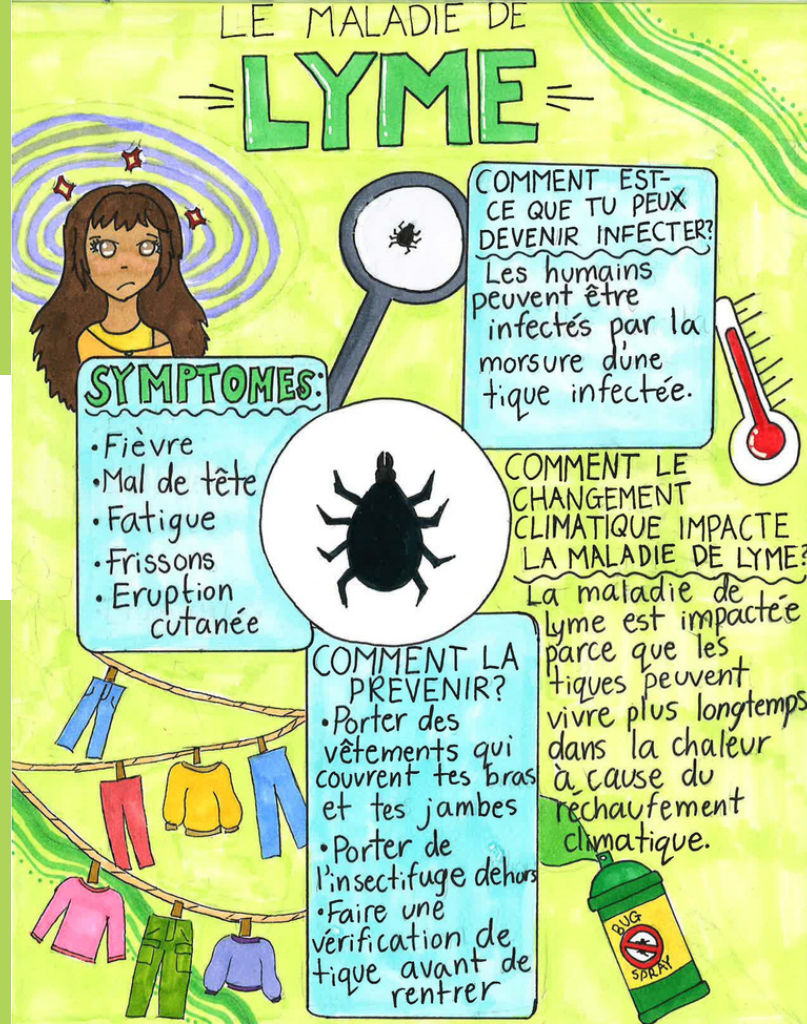 LE MALADIE DE
LYME
COMMENT EST-
CE QUE TU PEUX
DEVENIR INFECTER?
Les humains
peuvent être
infectés par la
morsure d'une
tique infectée.
SYMPTOMES:
• Fièvre
• Mal de tête
• Fatigue
• Frissons
• Eruption
cutanée
COMMENT LE
CHANGEMENT
CLIMATIQUE IMPACTE
LA MALADIE DE LYME?
La maladie de
lyme est impactée
parce que les
tiques peuvent
vivre plus longtemps
dans la chaleur
à cause du
réchaufement
climatique.
COMMENT LA
PREVENIR?
• Porter des
vêtements qui
couvrent tes bras
et tes jambes
• Porter de
l'insectifuge dehors
• Faire une
vérification de
tique avant de
rentrer
BUG
SPRAY